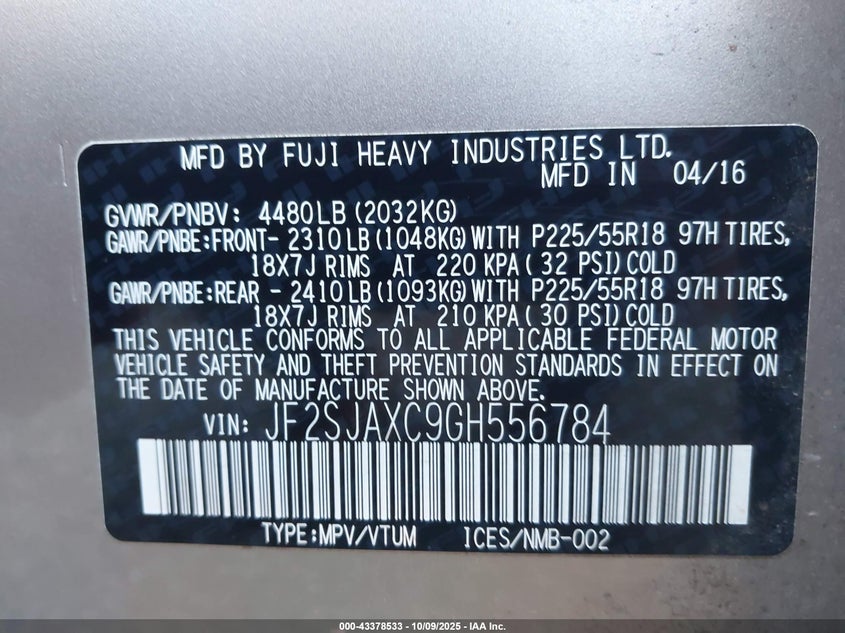 MFD BY FUJI HEAVY INDUSTRIES LTD.
MFD IN 04/16
GVWR/PNBV: 4480LB(2032KG)
GAWR/PNBE:FRONT- 2310LB(1048KG)WITH P225/55R18 97H TIRES,
18X7J RIMS AT 220KPA(32 PSI)COLD
GAWR/PNBE:REAR - 2410LB(1093KG)WITH P225/55R18 97H TIRES,
18X7J RIMS AT 210KPA(30 PSI)COLD
THIS VEHICLE CONFORMS TO ALL APPLICABLE FEDERAL MOTOR
VEHICLE SAFETY AND THEFT PREVENTION STANDARDS IN EFFECT ON
THE DATE OF MANUFACTURE SHOWN ABOVE.
VIN: JF2SJAXC9GH556784
TYPE:MPV/VTUM ICES/NMB-002
000-43378533 - 10/09/2025 - IAA Inc.